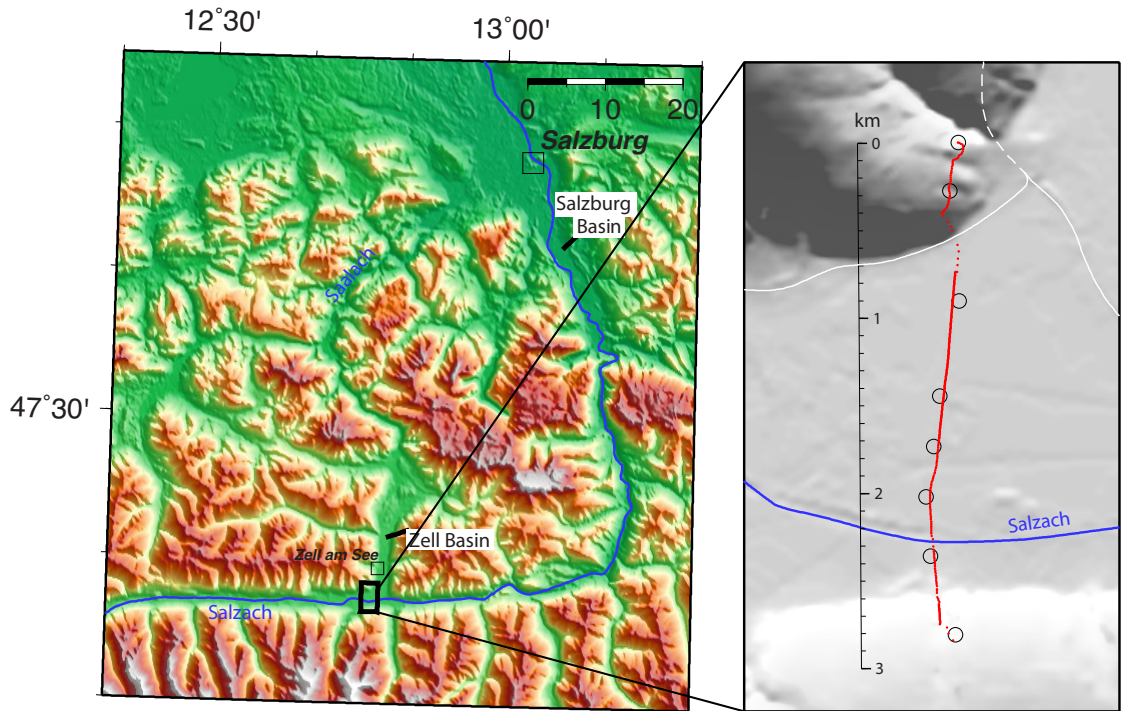 12°30'
13°00'
0
10
20
Salzburg
Salzburg
Basin
Saalach
47°30'
Zell Basin
Zell am See
Salzach
km
0
1
2
Salzach
3